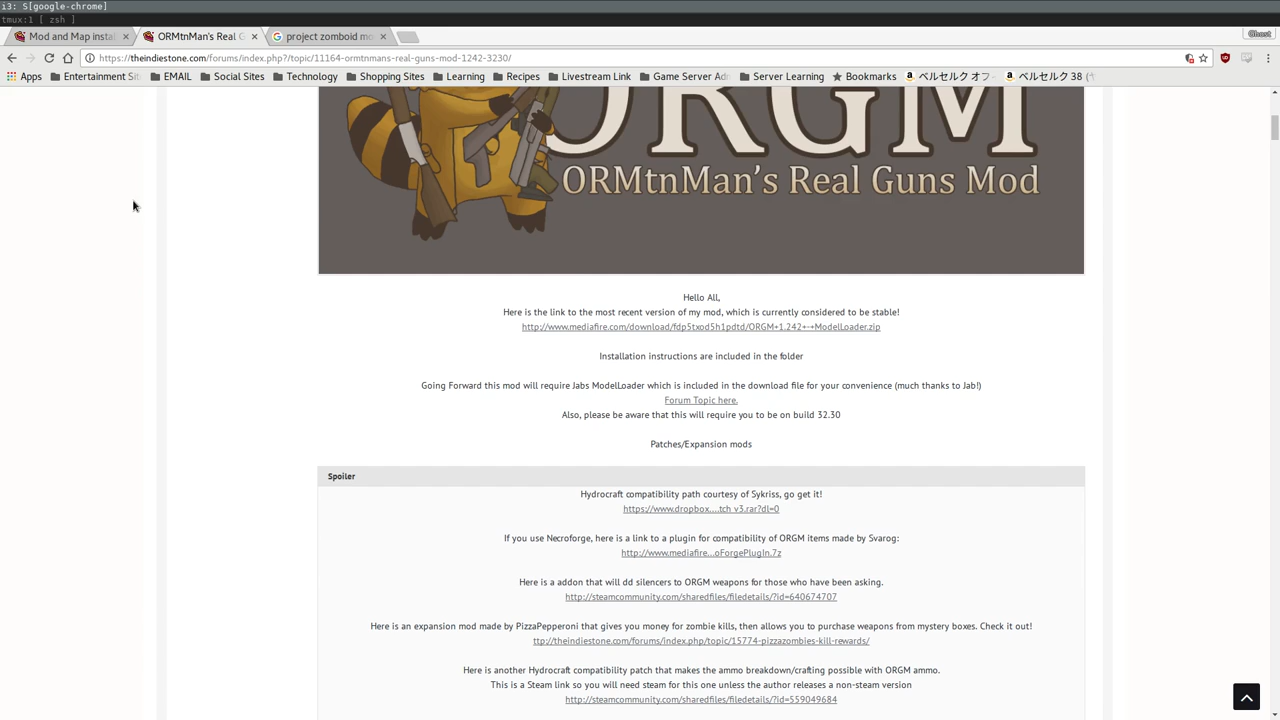 i3: S[google-chrome]
tmux:1 [ zsh ]
Mod and Map instal
ORMtnMan's Real G
project zomboid mo
Ghost
https://theindiestone.com/forums/index.php?/topic/11164-ormtnmans-real-guns-mod-1242-3230/
Apps
Entertainment Sit
EMAIL
Social Sites
Technology
Shopping Sites
Learning
Recipes
Livestream Link
Game Server Ad
Server Learning
Bookmarks
ベルセルク オフ
ベルセルク 38 (
ORGM
ORMtnMan's Real Guns Mod
Hello All,
Here is the link to the most recent version of my mod, which is currently considered to be stable!
http://www.mediafire.com/download/fdp5txod5h1pdtd/ORGM+1.242+-+ModelLoader.zip
Installation instructions are included in the folder
Going Forward this mod will require Jabs ModelLoader which is included in the download file for your convenience (much thanks to Jab!)
Forum Topic here.
Also, please be aware that this will require you to be on build 32.30
Patches/Expansion mods
Spoiler
Hydrocraft compatibility path courtesy of Sykriss, go get it!
https://www.dropbox....tch v3.rar?dl=0
If you use Necroforge, here is a link to a plugin for compatibility of ORGM items made by Svarog:
http://www.mediafire...oForgePlugIn.7z
Here is a addon that will dd silencers to ORGM weapons for those who have been asking.
http://steamcommunity.com/sharedfiles/filedetails/?id=640674707
Here is an expansion mod made by PizzaPepperoni that gives you money for zombie kills, then allows you to purchase weapons from mystery boxes. Check it out!
ttp://theindiestone.com/forums/index.php/topic/15774-pizzazombies-kill-rewards/
Here is another Hydrocraft compatibility patch that makes the ammo breakdown/crafting possible with ORGM ammo.
This is a Steam link so you will need steam for this one unless the author releases a non-steam version
http://steamcommunity.com/sharedfiles/filedetails/?id=559049684